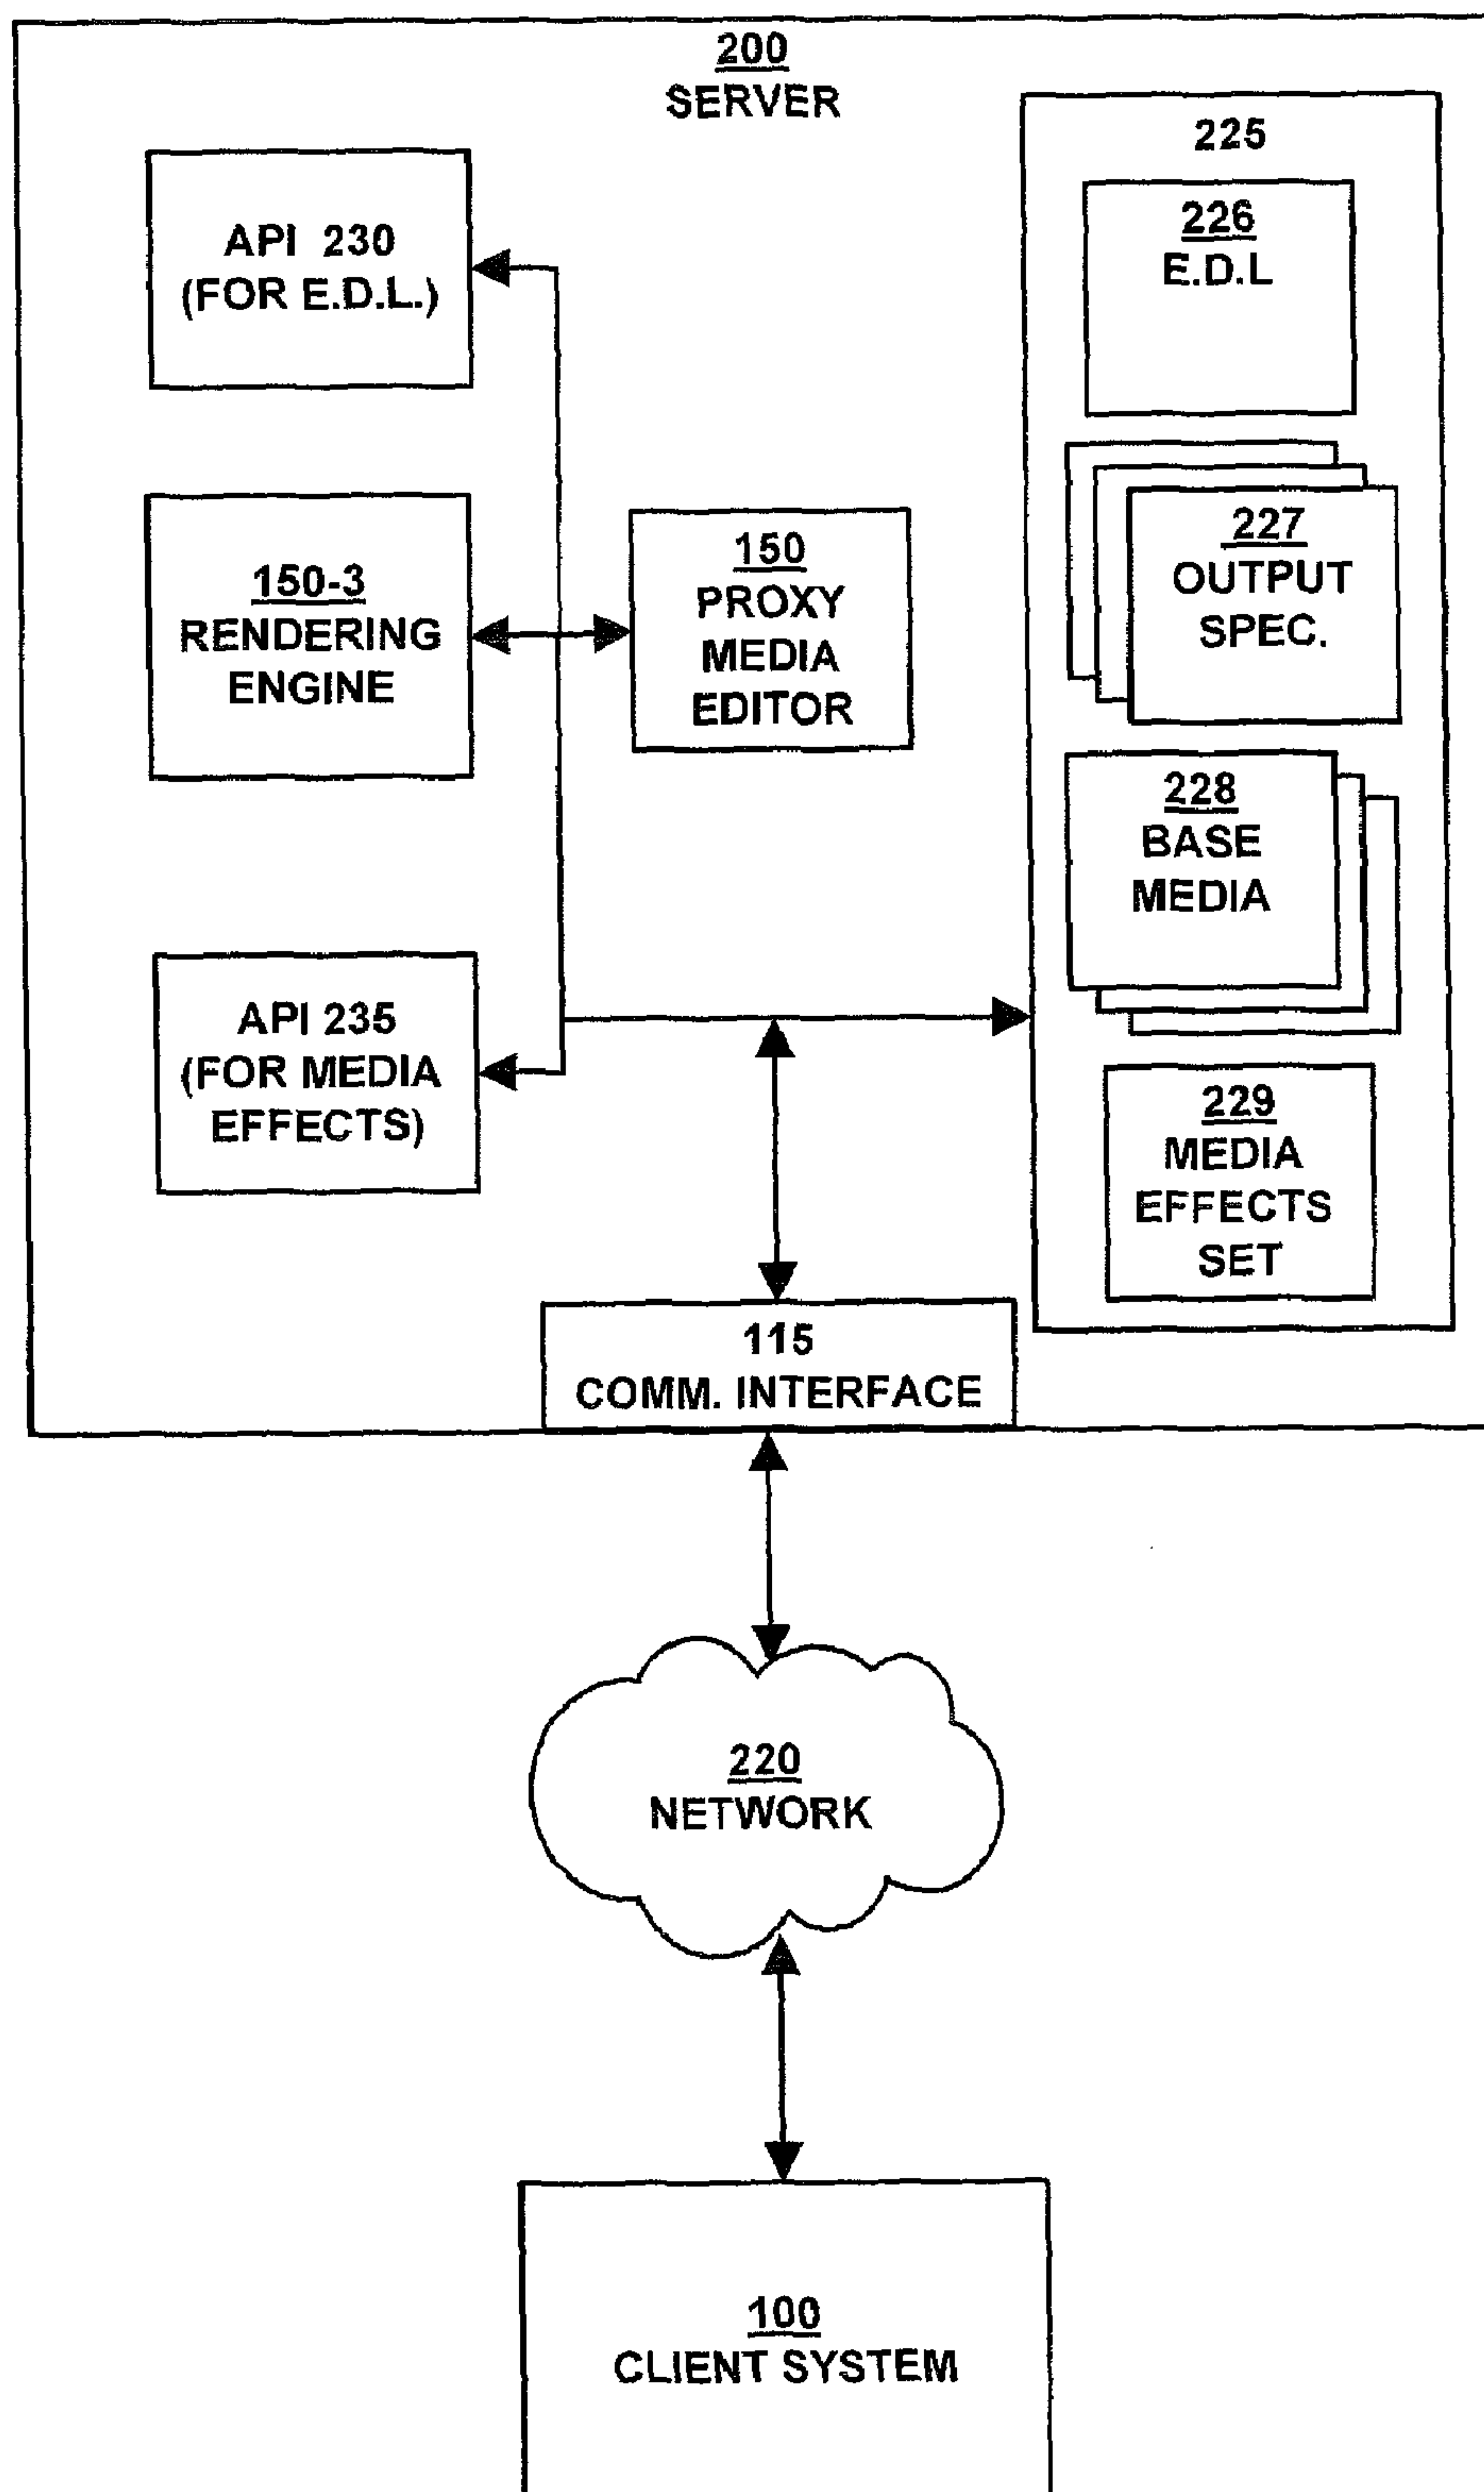 200
SERVER
API 230
(FOR E.D.L.)
150-3
RENDERING
ENGINE
150
PROXY
MEDIA
EDITOR
API 235
(FOR MEDIA
EFFECTS)
225
226
E.D.L
227
OUTPUT
SPEC.
228
BASE
MEDIA
229
MEDIA
EFFECTS
SET
115
COMM. INTERFACE
220
NETWORK
100
CLIENT SYSTEM